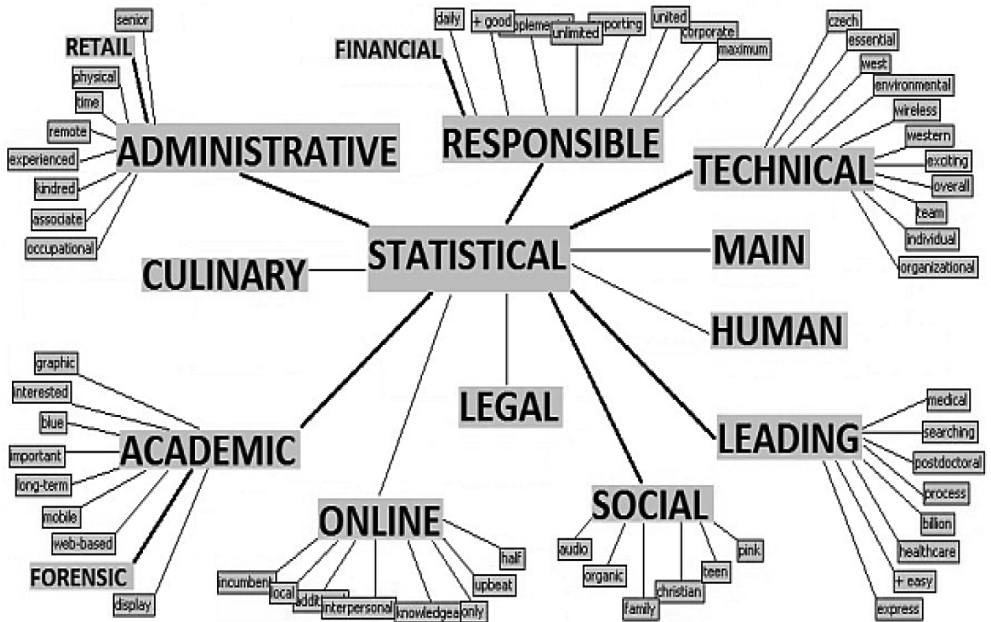 senior
RETAIL
physical
time
remote
experienced
kindred
associate
occupational
ADMINISTRATIVE
FINANCIAL
daily
+ good
unlimited
united
corporate
maximum
RESPONSIBLE
czech
essential
west
environmental
wireless
western
exciting
overall
team
individual
organizational
TECHNICAL
STATISTICAL
CULINARY
MAIN
HUMAN
LEGAL
graphic
interested
blue
important
long-term
mobile
web-based
FORENSIC
display
ACADEMIC
ONLINE
incumbent
local
interpersonal
only
upbeat
half
SOCIAL
audio
organic
family
christian
teen
pink
LEADING
medical
searching
postdoctoral
process
billion
healthcare
+ easy
express